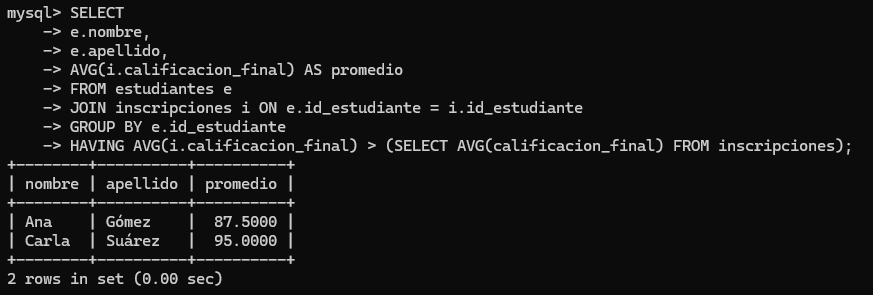 mysql> SELECT
    -> e.nombre,
    -> e.apellido,
    -> AVG(i.calificacion_final) AS promedio
    -> FROM estudiantes e
    -> JOIN inscripciones i ON e.id_estudiante = i.id_estudiante
    -> GROUP BY e.id_estudiante
    -> HAVING AVG(i.calificacion_final) > (SELECT AVG(calificacion_final) FROM inscripciones);
+--------+----------+----------+
| nombre | apellido | promedio |
+--------+----------+----------+
| Ana    | Gómez    |  87.5000 |
| Carla  | Suárez   |  95.0000 |
+--------+----------+----------+
2 rows in set (0.00 sec)